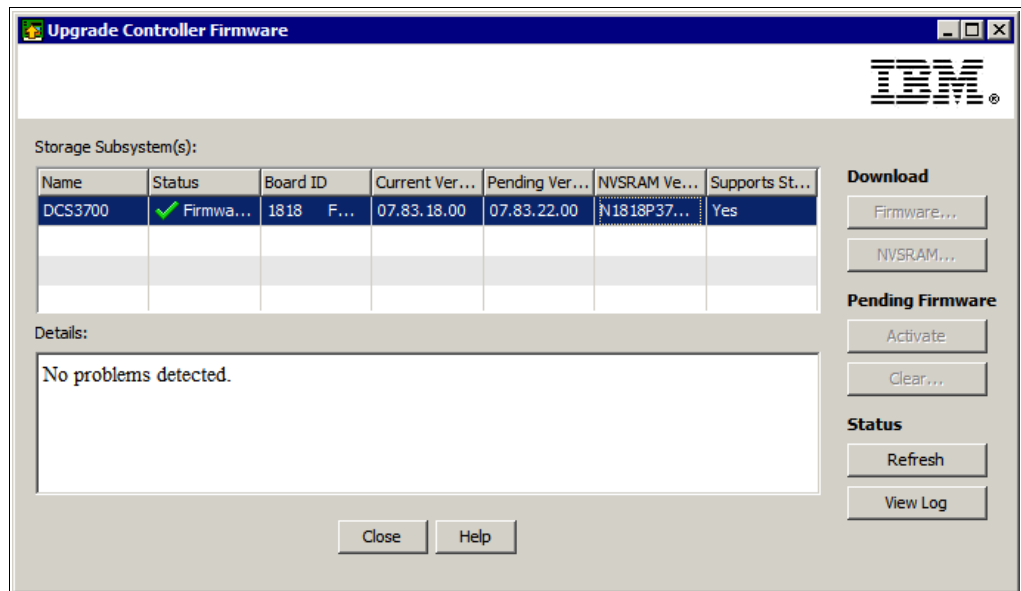 Upgrade Controller Firmware
IBM®
Storage Subsystem(s):
Name Status Board ID Current Ver... Pending Ver... NVSRAM Ve... Supports St...
DCS3700 Firmwa... 1818 F... 07.83.18.00 07.83.22.00 N1818P37... Yes
Download
Firmware...
NVSRAM...
Pending Firmware
Activate
Clear...
Details:
No problems detected.
Status
Refresh
View Log
Close Help